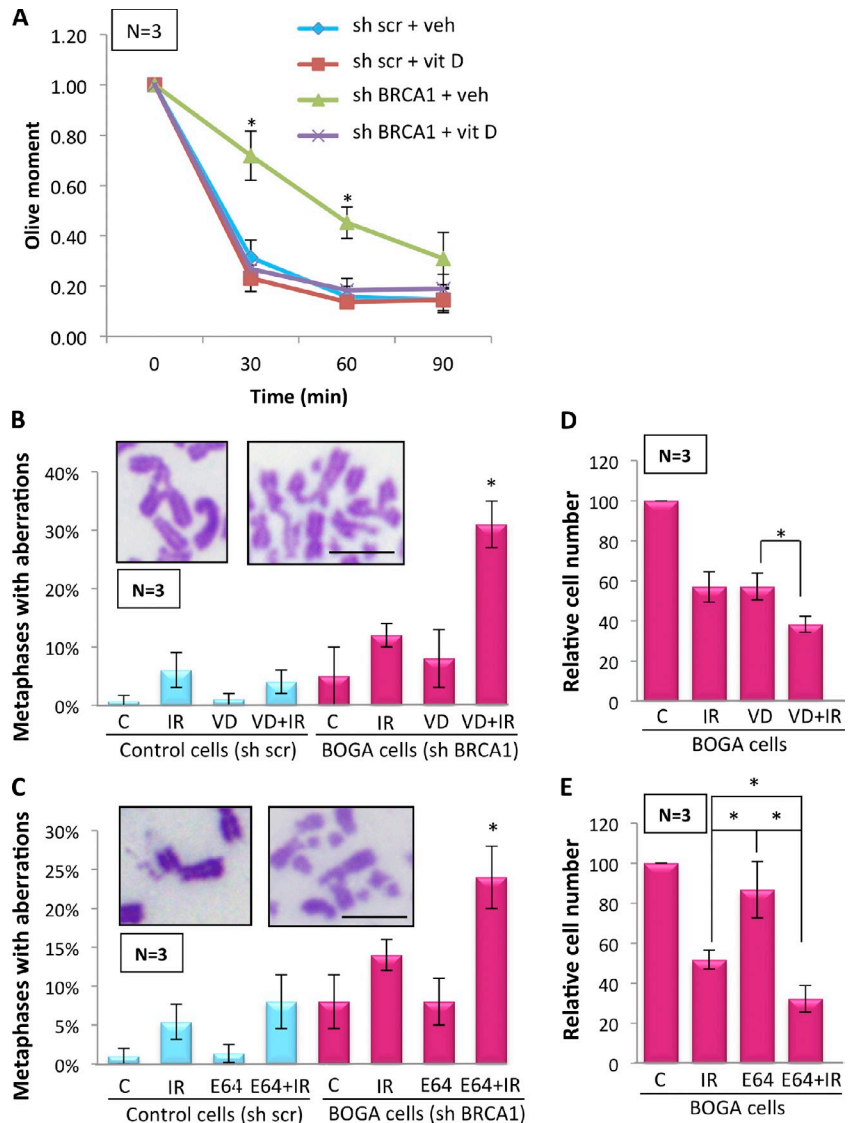 A
N=3
sh scr + veh
sh scr + vit D
sh BRCA1 + veh
sh BRCA1 + vit D
Olive moment
1.20
1.00
0.80
0.60
0.40
0.20
0.00
*
*
0 30 60 90
Time (min)
B
Metaphases with aberrations
40%
30%
20%
10%
0%
N=3
*
C IR VD VD+IR C IR VD VD+IR
Control cells (sh scr) BOGA cells (sh BRCA1)
D
N=3
Relative cell number
120
100
80
60
40
20
0
*
C IR VD VD+IR
BOGA cells
C
Metaphases with aberrations
30%
25%
20%
15%
10%
5%
0%
N=3
*
C IR E64 E64+IR C IR E64 E64+IR
Control cells (sh scr) BOGA cells (sh BRCA1)
E
N=3
Relative cell number
120
100
80
60
40
20
0
*
* *
C IR E64 E64+IR
BOGA cells